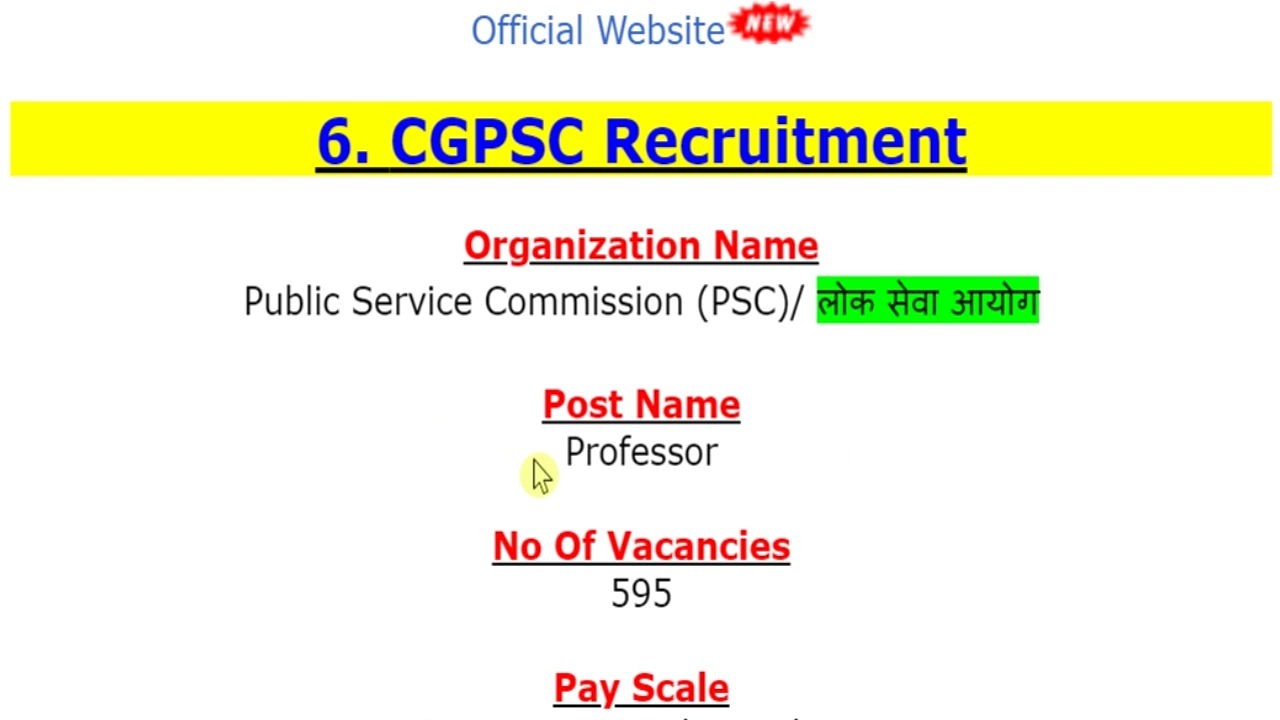 Official Website NEW
6. CGPSC Recruitment
Organization Name
Public Service Commission (PSC)/ लोक सेवा आयोग
Post Name
Professor
No Of Vacancies
595
Pay Scale